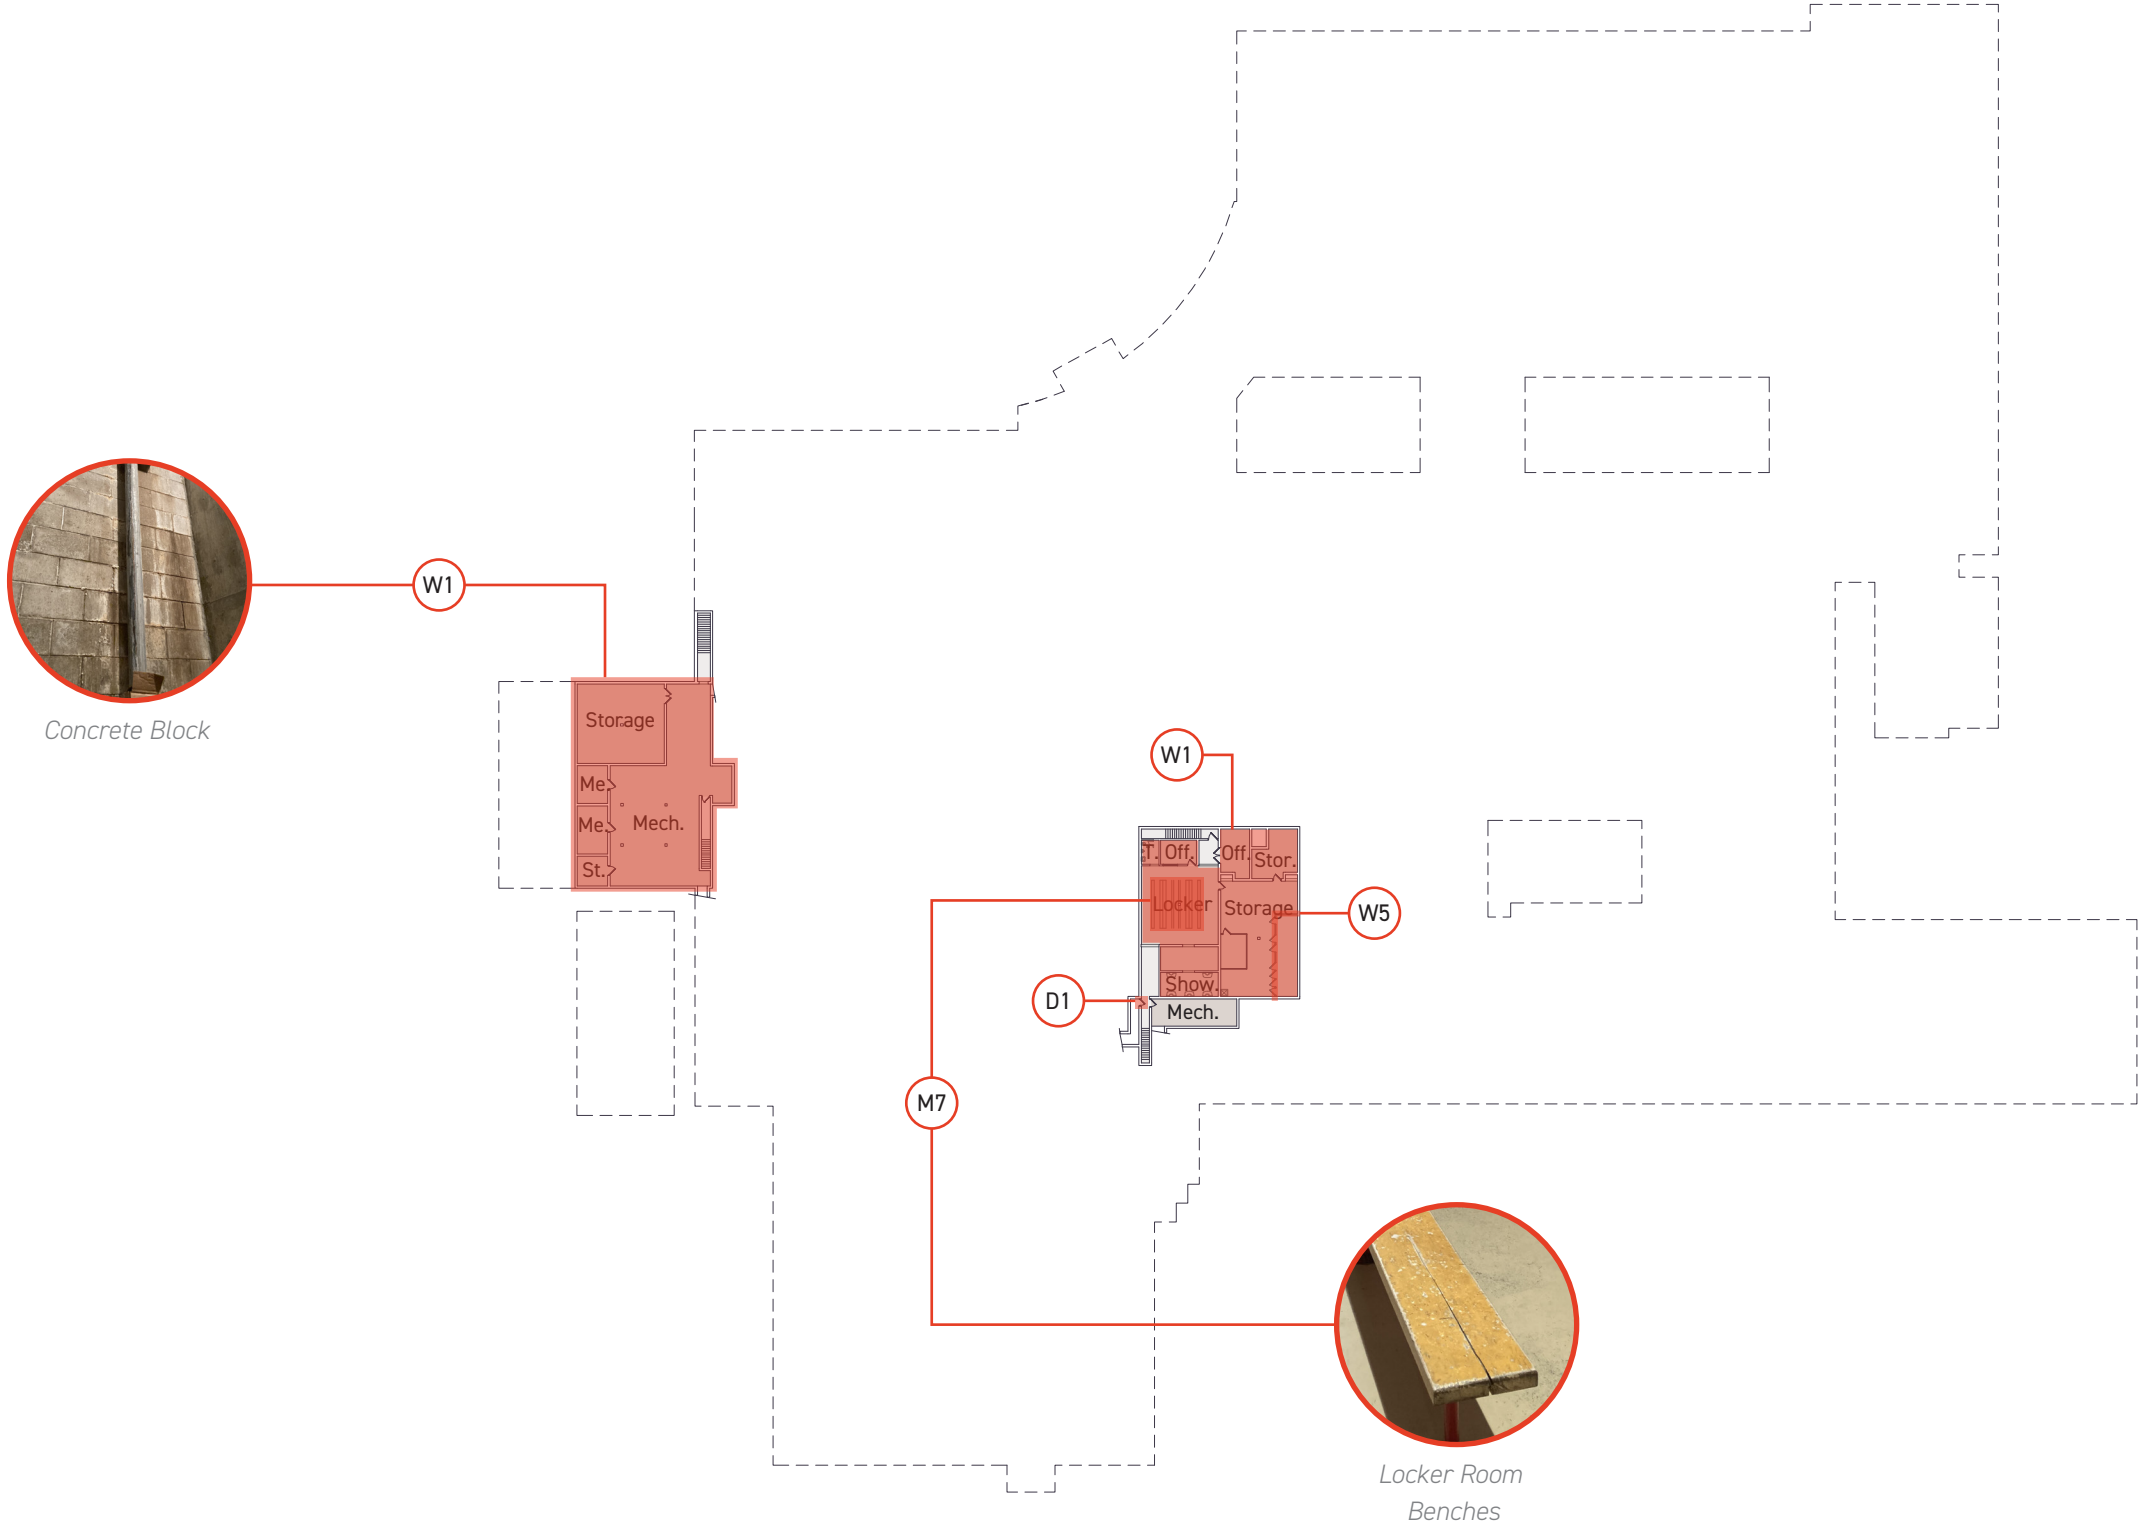 W1
Concrete Block
Storage
Me.
Me.
Mech.
St.
W1
T.
Off.
Off.
Stor.
Locker
Storage
W5
Show.
D1
Mech.
M7
Locker Room
Benches